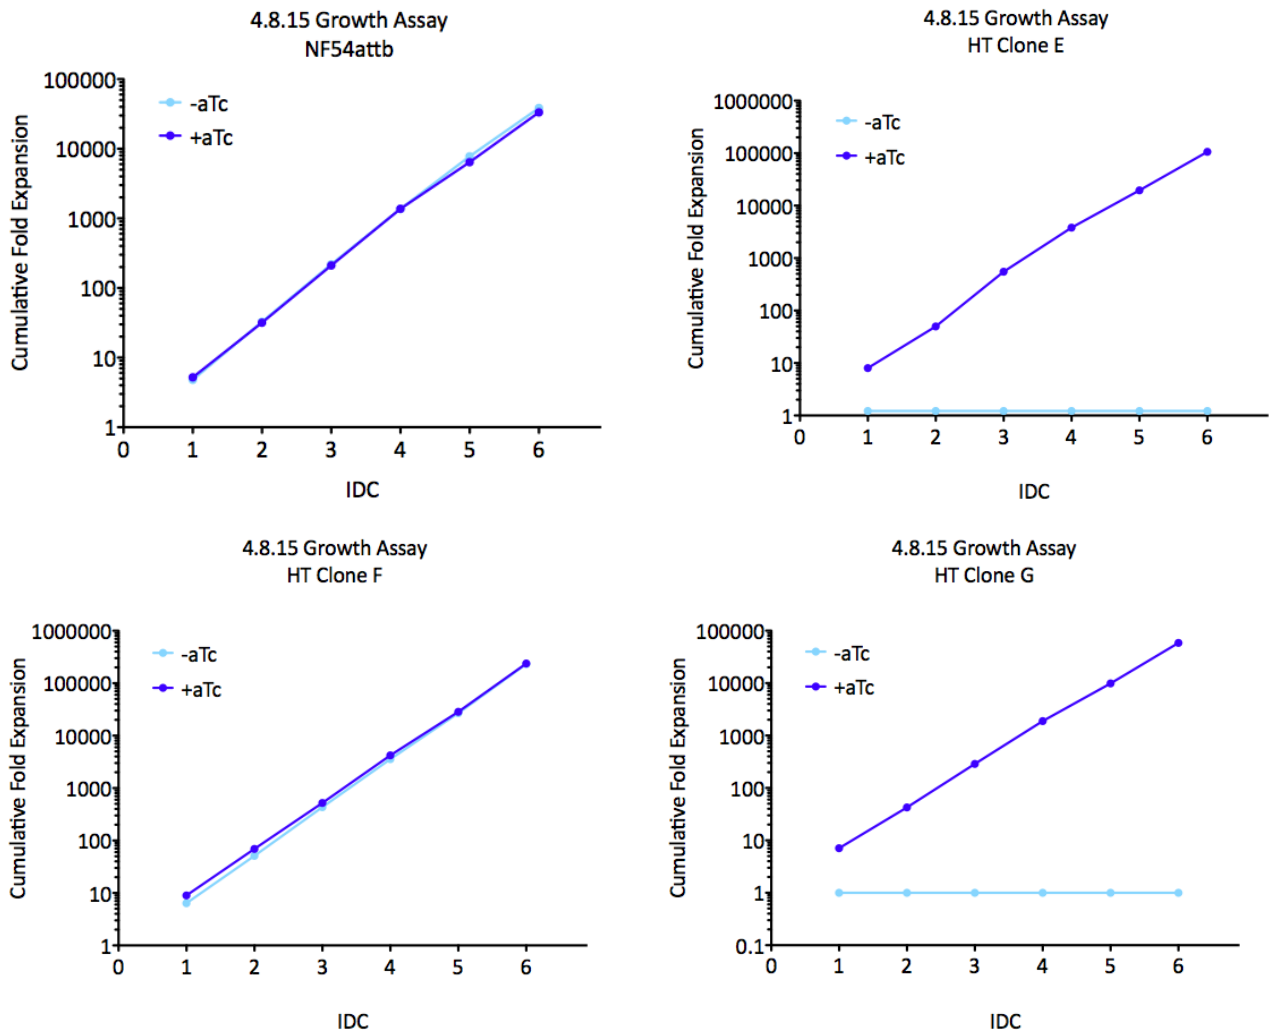 4.8.15 Growth Assay
NF54attb
100000
10000
1000
100
10
1
-aTc
+aTc
Cumulative Fold Expansion
0 1 2 3 4 5 6
IDC
4.8.15 Growth Assay
HT Clone E
1000000
100000
10000
1000
100
10
1
-aTc
+aTc
Cumulative Fold Expansion
0 1 2 3 4 5 6
IDC
4.8.15 Growth Assay
HT Clone F
1000000
100000
10000
1000
100
10
1
-aTc
+aTc
Cumulative Fold Expansion
0 1 2 3 4 5 6
IDC
4.8.15 Growth Assay
HT Clone G
100000
10000
1000
100
10
1
0.1
-aTc
+aTc
Cumulative Fold Expansion
0 1 2 3 4 5 6
IDC